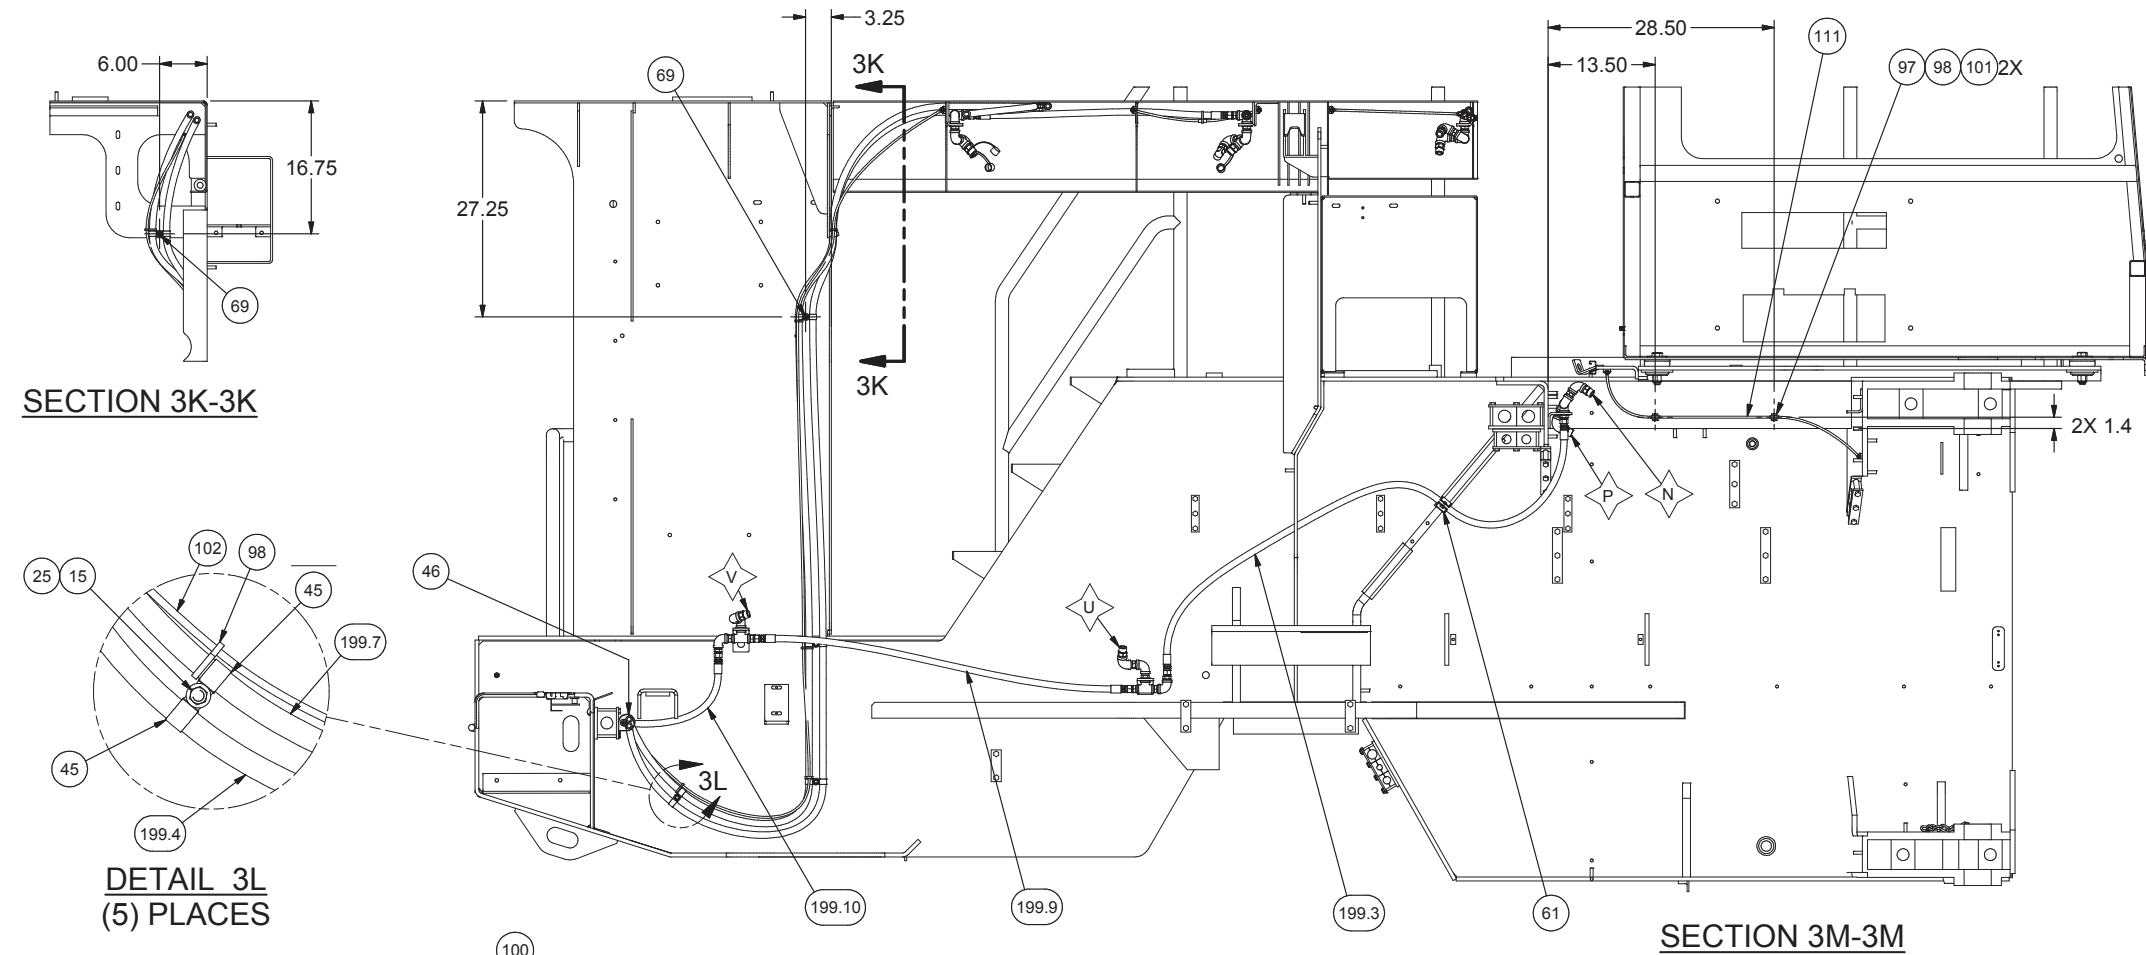 6.00
16.75
69
SECTION 3K-3K
3.25
69
3K
27.25
3K
28.50
13.50
111
97 98 101 2X
2X 1.4
P
N
102
98
25 15
45
199.7
45
199.4
DETAIL 3L
(5) PLACES
46
V
U
3L
199.10
199.9
199.3
61
100
SECTION 3M-3M